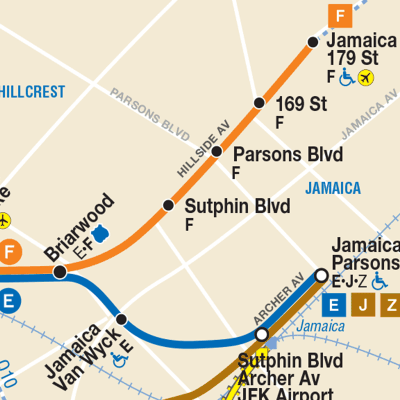 F
Jamaica
179 St
F
HILLCREST
PARSONS BLVD
169 St
F
JAMAICA AV
HILLSIDE AV
Parsons Blvd
F
JAMAICA
Sutphin Blvd
F
Briarwood
E·F
F
E
Jamaica
Parsons
E·J·Z
E J Z
ARCHER AV
Jamaica
Jamaica
Van Wyck
E
Sutphin Blvd
Archer Av
JFK Airport